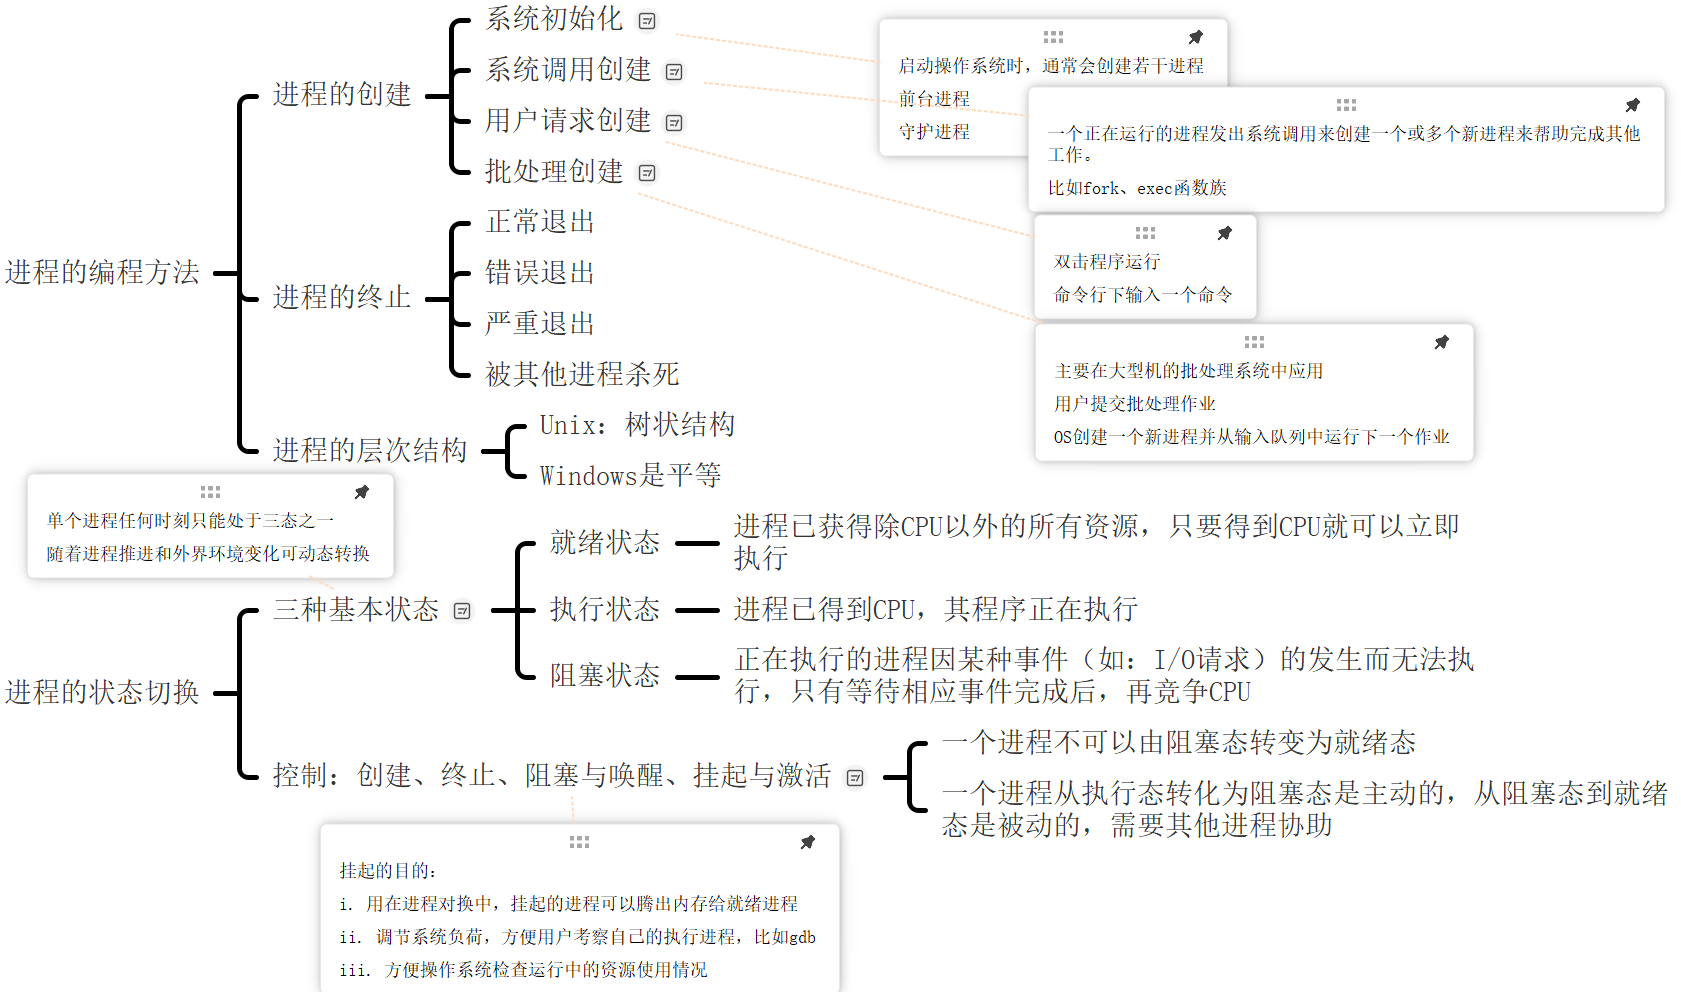 进程的编程方法
进程的创建
系统初始化
启动操作系统时，通常会创建若干进程
前台进程
守护进程
系统调用创建
一个正在运行的进程发出系统调用来创建一个或多个新进程来帮助完成其他
工作。
比如fork、exec函数族
用户请求创建
双击程序运行
命令行下输入一个命令
批处理创建
主要在大型机的批处理系统中应用
用户提交批处理作业
OS创建一个新进程并从输入队列中运行下一个作业
进程的终止
正常退出
错误退出
严重退出
被其他进程杀死
进程的层次结构
Unix：树状结构
Windows是平等
进程的状态切换
三种基本状态
单个进程任何时刻只能处于三态之一
随着进程推进和外界环境变化可动态转换
就绪状态
进程已获得除CPU以外的所有资源，只要得到CPU就可以立即
执行
执行状态
进程已得到CPU，其程序正在执行
阻塞状态
正在执行的进程因某种事件（如：I/O请求）的发生而无法执
行，只有等待相应事件完成后，再竞争CPU
控制：创建、终止、阻塞与唤醒、挂起与激活
一个进程不可以由阻塞态转变为就绪态
一个进程从执行态转化为阻塞态是主动的，从阻塞态到就绪
态是被动的，需要其他进程协助
挂起的目的：
i. 用在进程对换中，挂起的进程可以腾出内存给就绪进程
ii. 调节系统负荷，方便用户考察自己的执行进程，比如gdb
iii. 方便操作系统检查运行中的资源使用情况